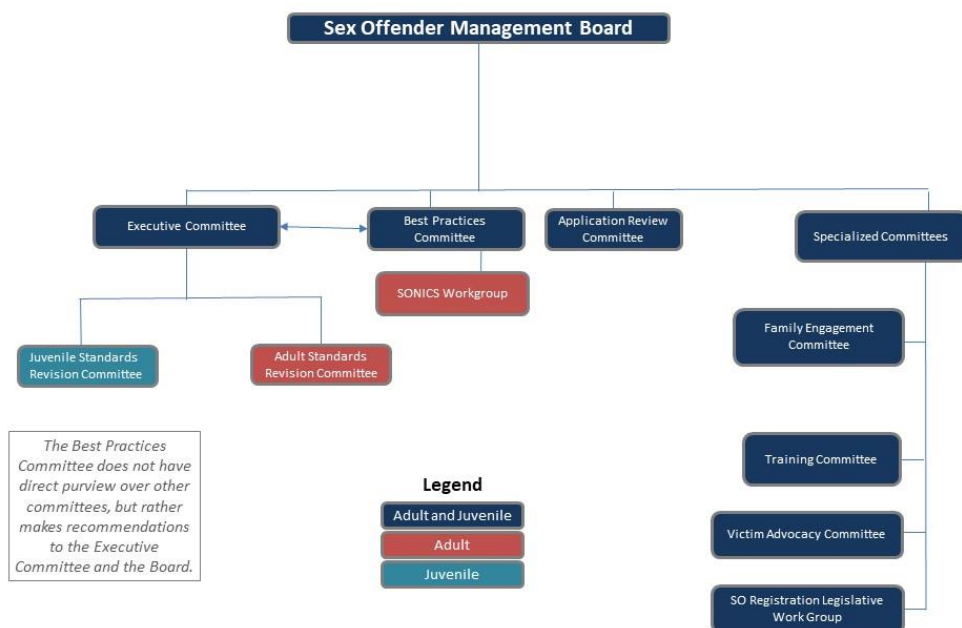 Sex Offender Management Board
Executive Committee
Best Practices
Committee
Application Review
Committee
Specialized Committees
SONICS Workgroup
Family Engagement
Committee
Juvenile Standards
Revision Committee
Adult Standards
Revision Committee
The Best Practices
Committee does not have
direct purview over other
committees, but rather
makes recommendations
to the Executive
Committee and the Board.
Legend
Adult and Juvenile
Adult
Juvenile
Training Committee
Victim Advocacy Committee
SO Registration Legislative
Work Group